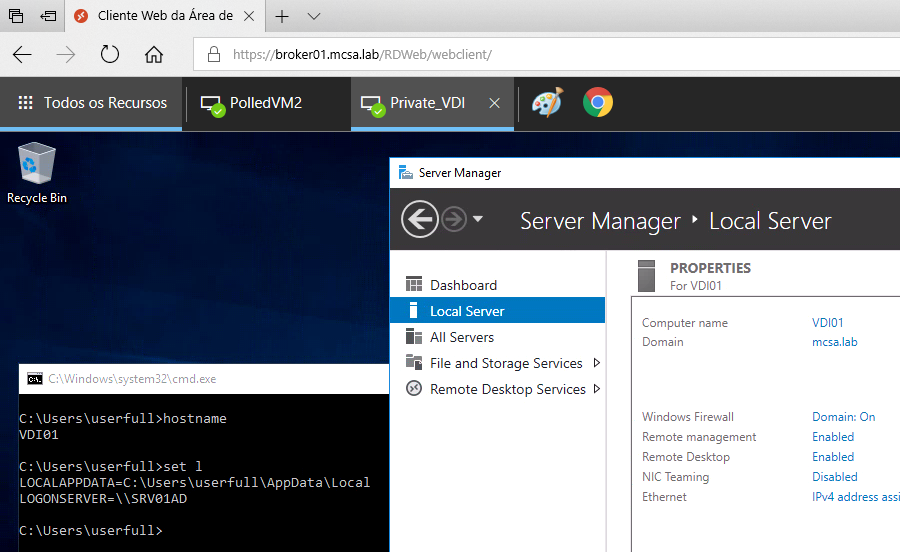 Cliente Web da Área de
https://broker01.mcsa.lab/RDWeb/webclient/
Todos os Recursos
PolledVM2
Private_VDI
Recycle Bin
Server Manager
Server Manager
Local Server
Dashboard
Local Server
All Servers
File and Storage Services
Remote Desktop Services
PROPERTIES
For VDI01
Computer name VDI01
Domain mcsa.lab
Windows Firewall Domain: On
Remote management Enabled
Remote Desktop Enabled
NIC Teaming Disabled
Ethernet IPv4 address assi
C:\Windows\system32\cmd.exe
C:\Users\userfull>hostname
VDI01
C:\Users\userfull>set l
LOCALAPPDATA=C:\Users\userfull\AppData\Local
LOGONSERVER=\\SRV01AD
C:\Users\userfull>